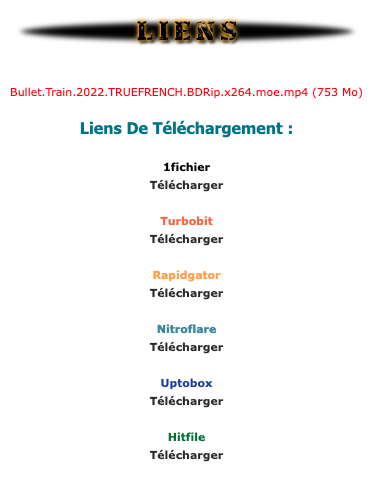 LIENS
Bullet.Train.2022.TRUEFRENCH.BDRip.x264.moe.mp4 (753 Mo)
Liens De Téléchargement :
1fichier
Télécharger
Turbobit
Télécharger
Rapidgator
Télécharger
Nitroflare
Télécharger
Uptobox
Télécharger
Hitfile
Télécharger